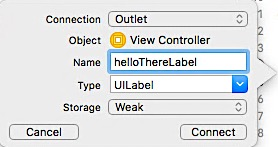 Connection Outlet
Object View Controller
Name helloThereLabel
Type UILabel
Storage Weak
Cancel Connect